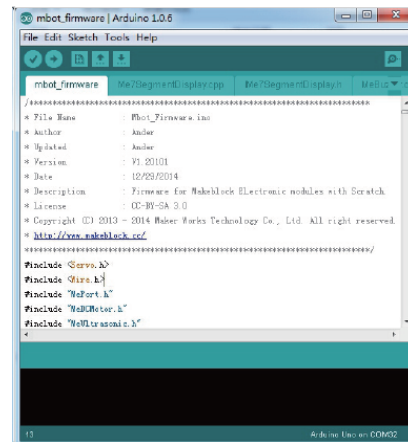 mbot_firmware | Arduino 1.0.6
File Edit Sketch Tools Help
mbot_firmware Me7SegmentDisplay.cpp Me7SegmentDisplay.h
/******************************************************************
* File Name : Mbot_Firmware.ino
* Author : Ander
* Updated : Ander
* Version : V1.20101
* Date : 12/29/2014
* Description : Firmware for Makeblock ELectronic modules with Scratch.
* License : CC-BY-SA 3.0
* Copyright (C) 2013 - 2014 Maker Works Technology Co., Ltd. All right reserved.
* http://www.makeblock.cc/
******************************************************************/
#include <Servo.h>
#include <Wire.h>
#include "MePort.h"
#include "MeDCMotor.h"
#include "MeUltrasonic.h"
13
Arduino Uno on COM32